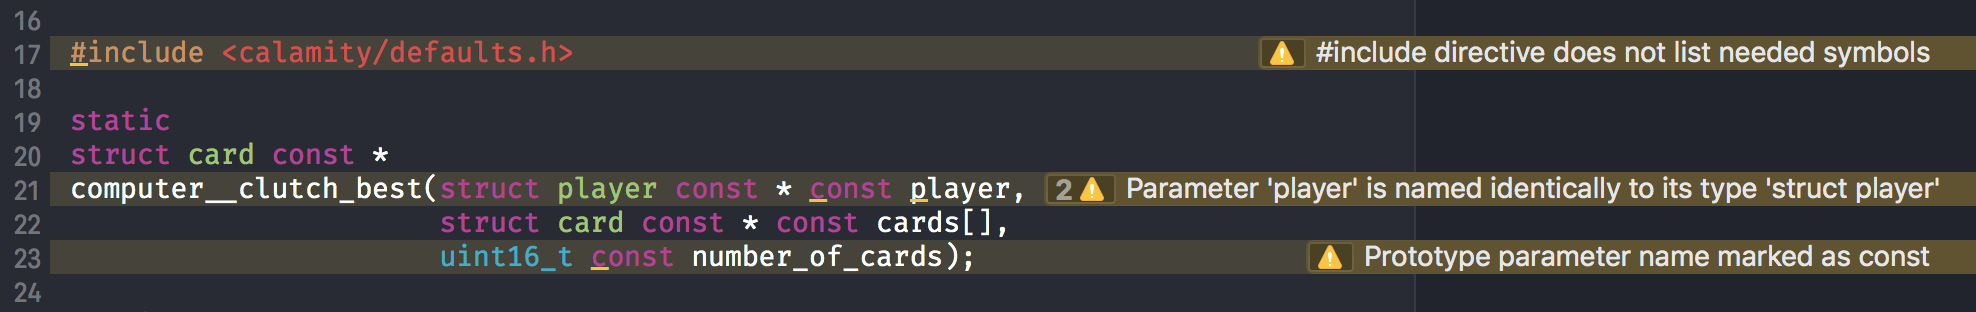 16
17 #include <calamity/defaults.h> #include directive does not list needed symbols
18
19 static
20 struct card const *
21 computer__clutch_best(struct player const * const player, 2 Parameter 'player' is named identically to its type 'struct player'
22 struct card const * const cards[],
23 uint16_t const number_of_cards); Prototype parameter name marked as const
24